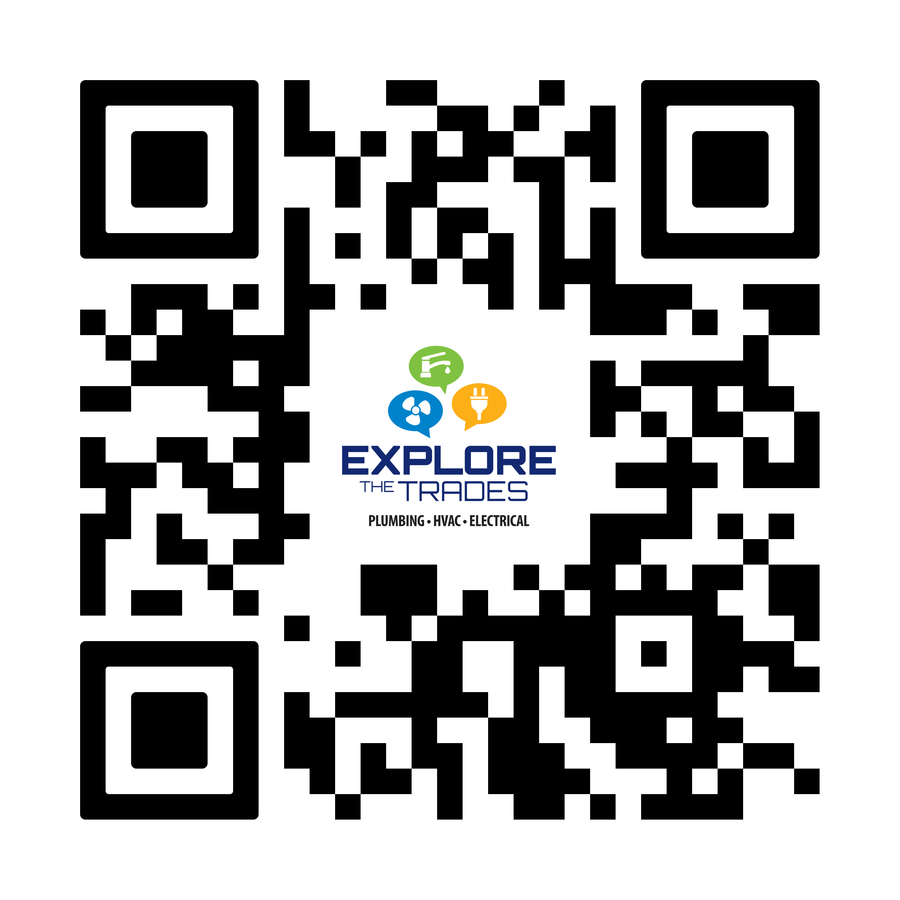 EXPLORE
THE TRADES
PLUMBING • HVAC • ELECTRICAL